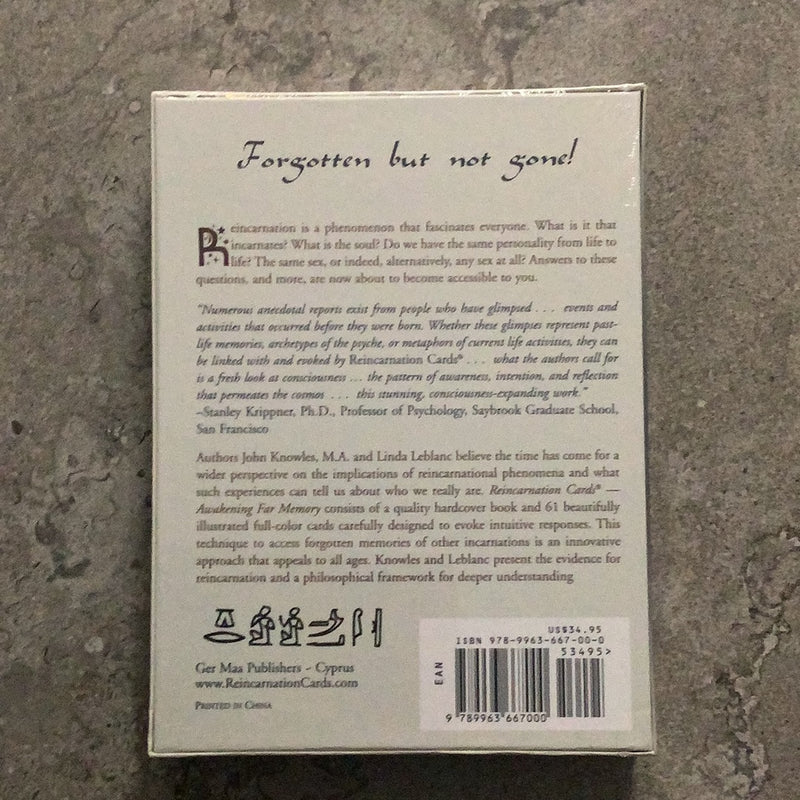 Forgotten but not gone!
Reincarnation is a phenomenon that fascinates everyone. What is it that
incarnates? What is the soul? Do we have the same personality from life to
life? The same sex, or indeed, alternatively, any sex at all? Answers to these
questions, and more, are now about to become accessible to you.
"Numerous anecdotal reports exist from people who have glimpsed . . . events and
activities that occurred before they were born. Whether these glimpses represent past-
life memories, archetypes of the psyche, or metaphors of current life activities, they can
be linked with and evoked by Reincarnation Cards® . . . what the authors call for
is a fresh look at consciousness ... the pattern of awareness, intention, and reflection
that permeates the cosmos . . . this stunning, consciousness-expanding work."
–Stanley Krippner, Ph.D., Professor of Psychology, Saybrook Graduate School,
San Francisco
Authors John Knowles, M.A. and Linda Leblanc believe the time has come for a
wider perspective on the implications of reincarnational phenomena and what
such experiences can tell us about who we really are. Reincarnation Cards® —
Awakening Far Memory consists of a quality hardcover book and 61 beautifully
illustrated full-color cards carefully designed to evoke intuitive responses. This
technique to access forgotten memories of other incarnations is an innovative
approach that appeals to all ages. Knowles and Leblanc present the evidence for
reincarnation and a philosophical framework for deeper understanding
Ger Mas Publishers - Cyprus
www.ReincarnationCards.com
PRINTED IN CHINA
US$34.95
ISBN 978-9963-667-00-0
53495>
EAN
9 789963 667000